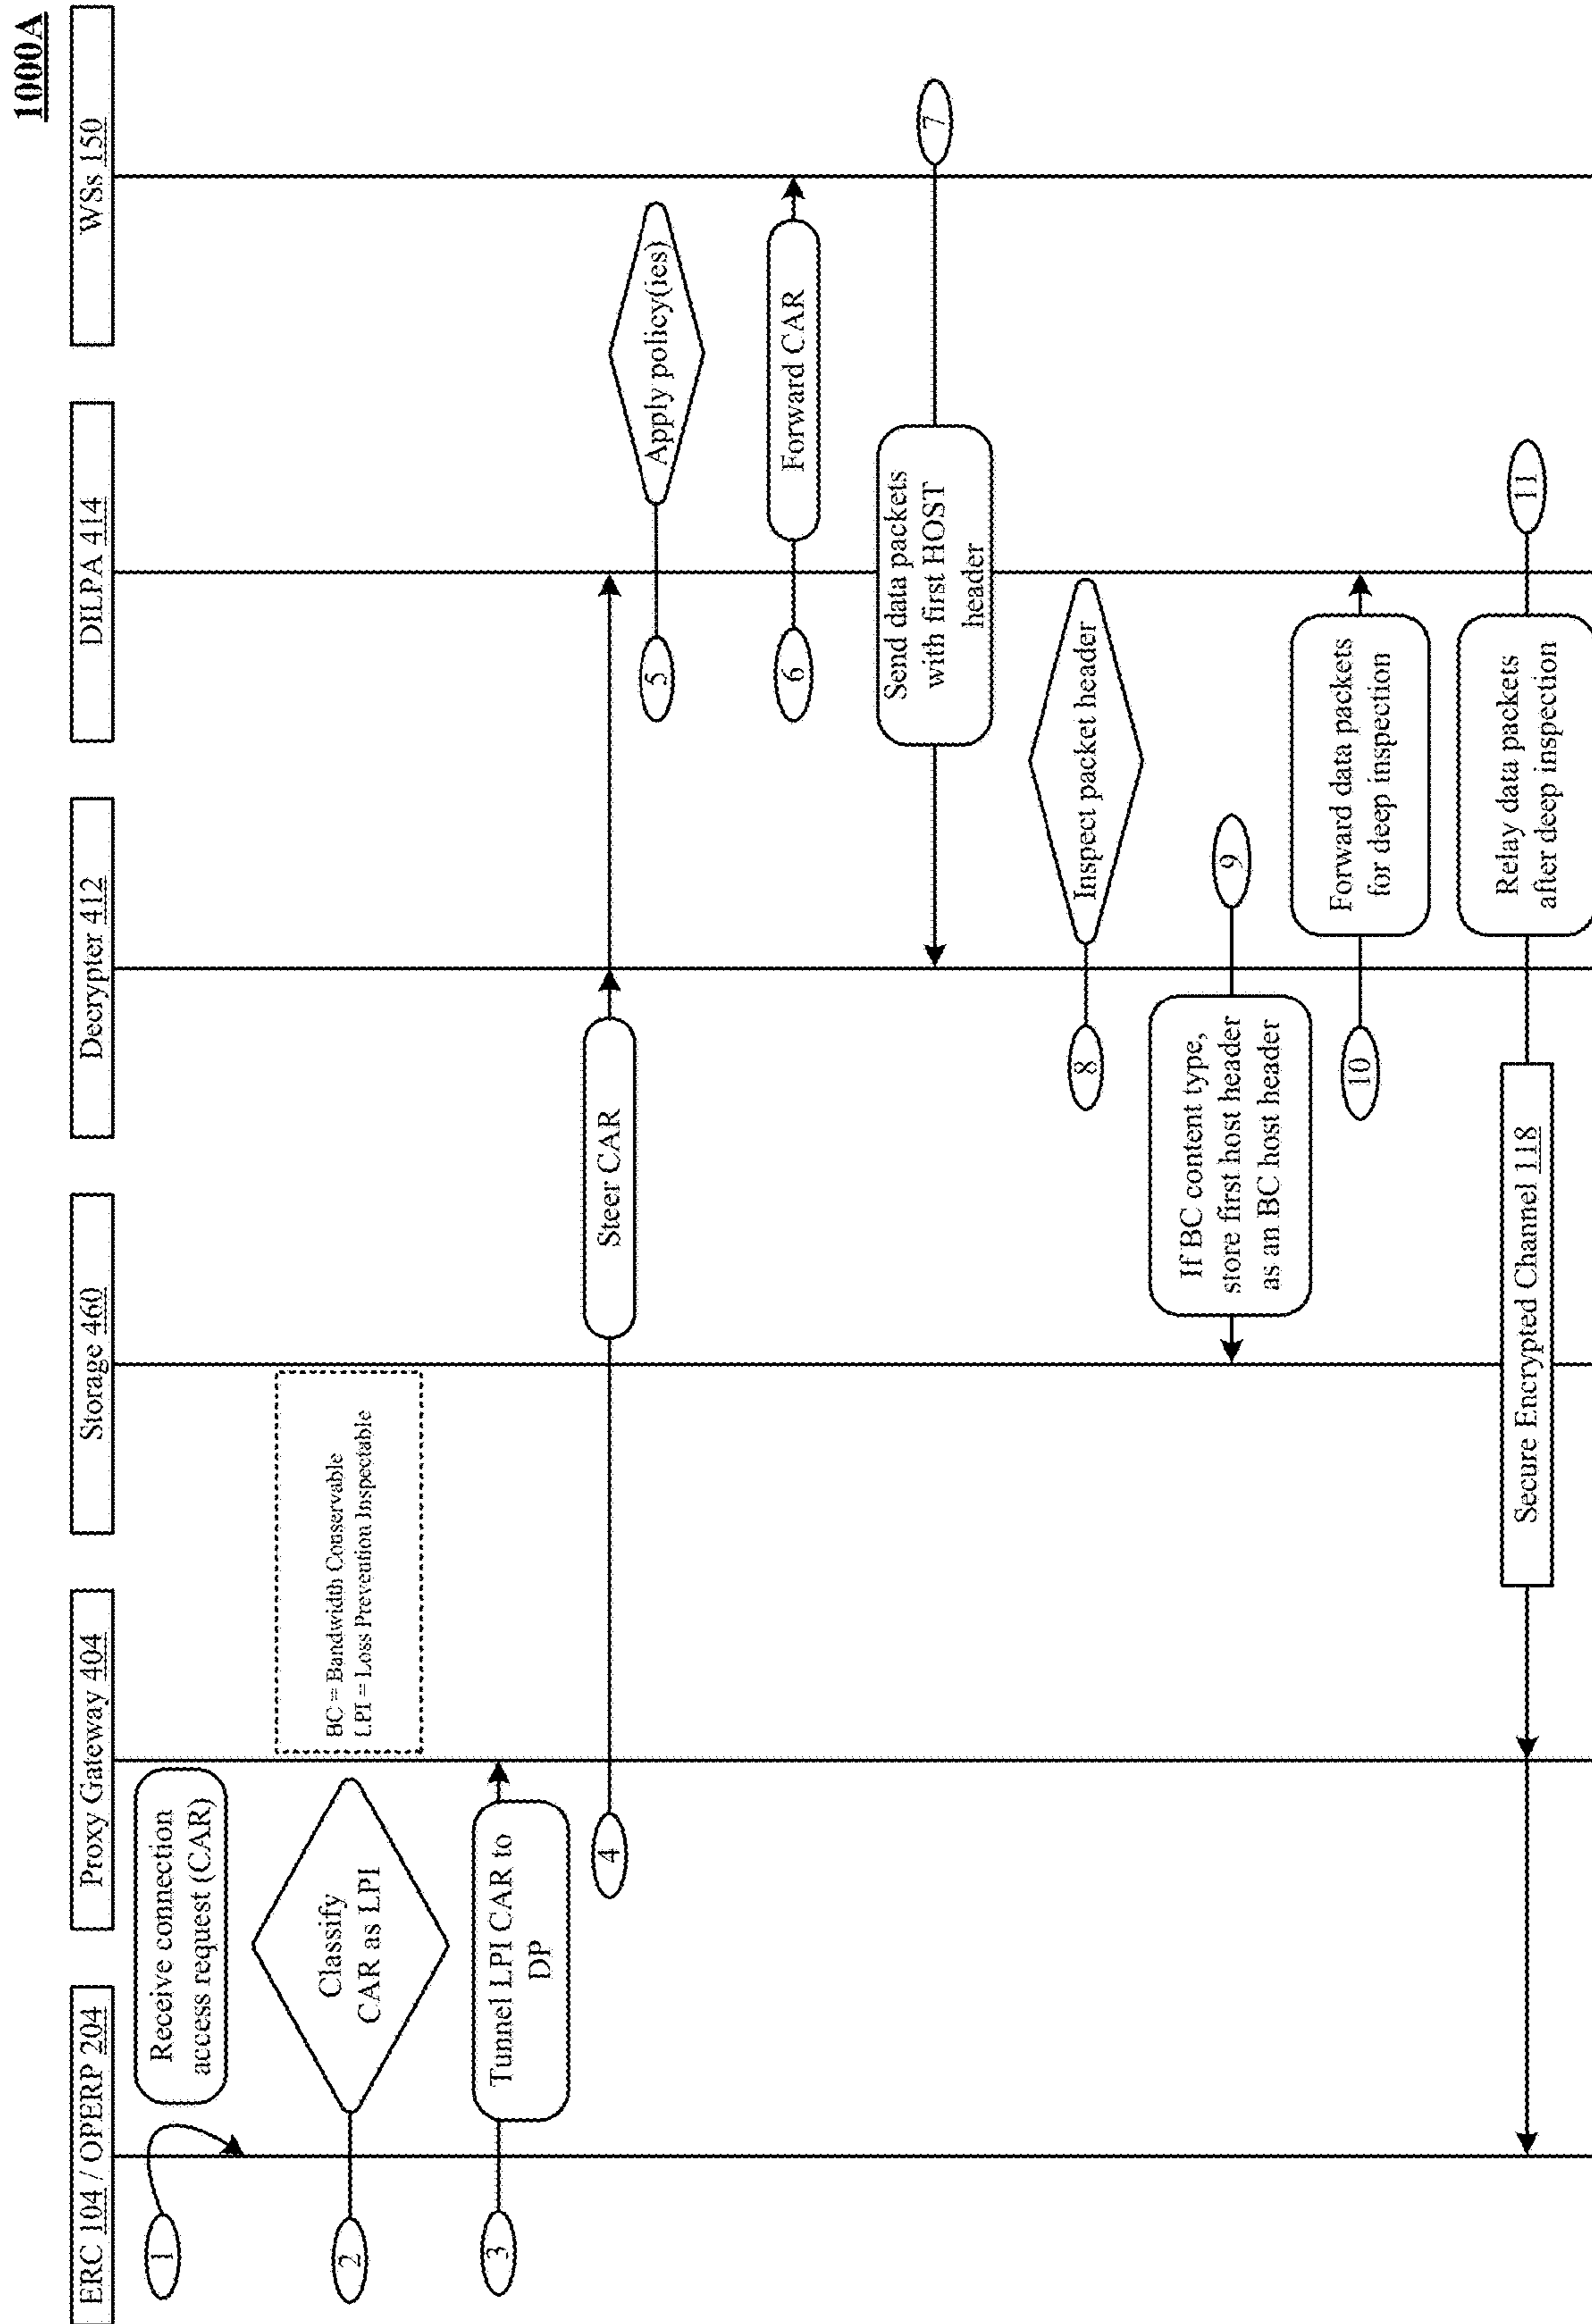 1000A
ERC 104 / OPERP 204
Proxy Gateway 404
Storage 460
Decrypter 412
DILPA 414
WSs 150
1
Receive connection
access request (CAR)
2
Classify
CAR as LPI
BC = Bandwidth Conservable
LPI = Loss Prevention Inspectable
3
Tunnel LPI CAR to
DP
4
Steer CAR
5
Apply policy(ies)
6
Forward CAR
7
Send data packets
with first HOST
header
8
Inspect packet header
9
If BC content type,
store first host header
as an BC host header
10
Forward data packets
for deep inspection
11
Relay data packets
after deep inspection
Secure Encrypted Channel 118